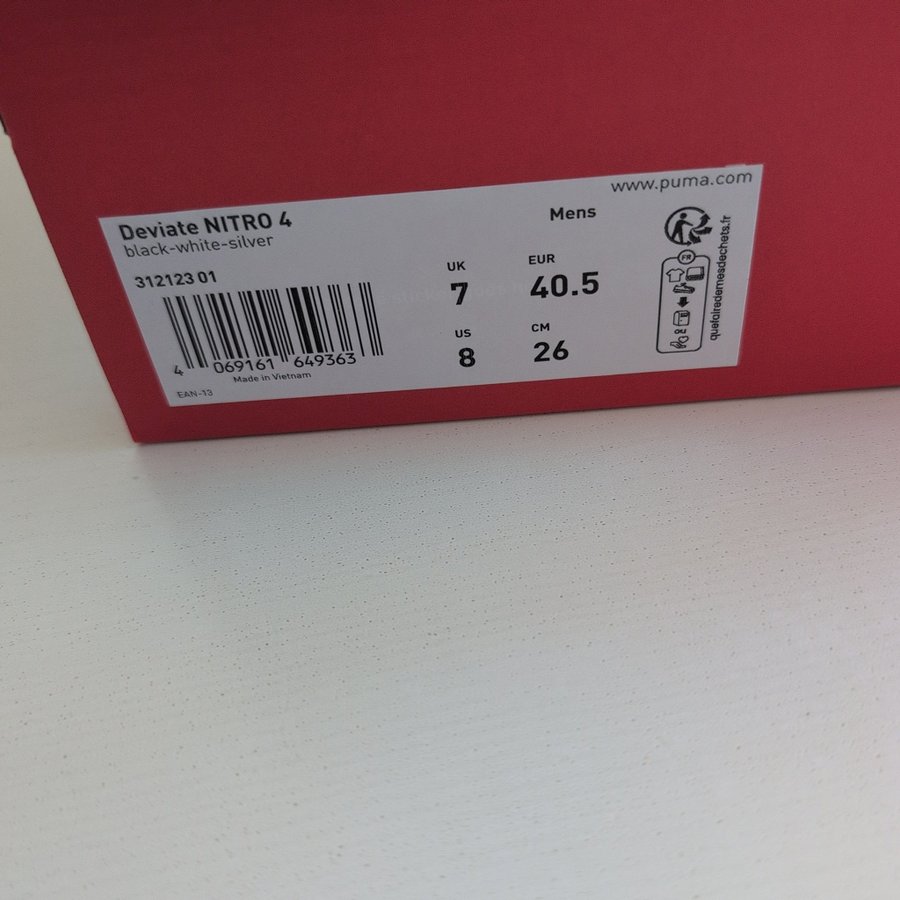 www.puma.com
Deviate NITRO 4
black-white-silver
Mens
312123 01
UK
7
EUR
40.5
US
8
CM
26
4 069161 649363
Made in Vietnam
EAN-13
FR
quefairedemesdechets.fr